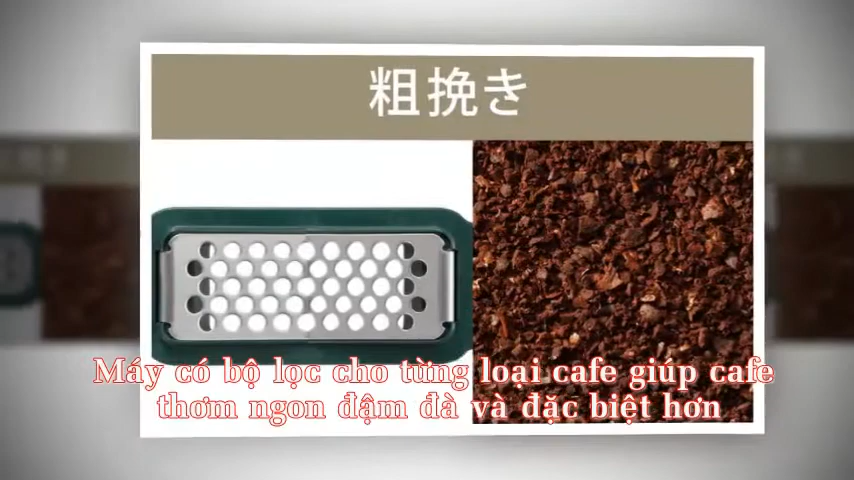 粗挽き
Máy có bộ lọc cho từng loại cafe giúp cafe
thơm ngon đậm đà và đặc biệt hơn